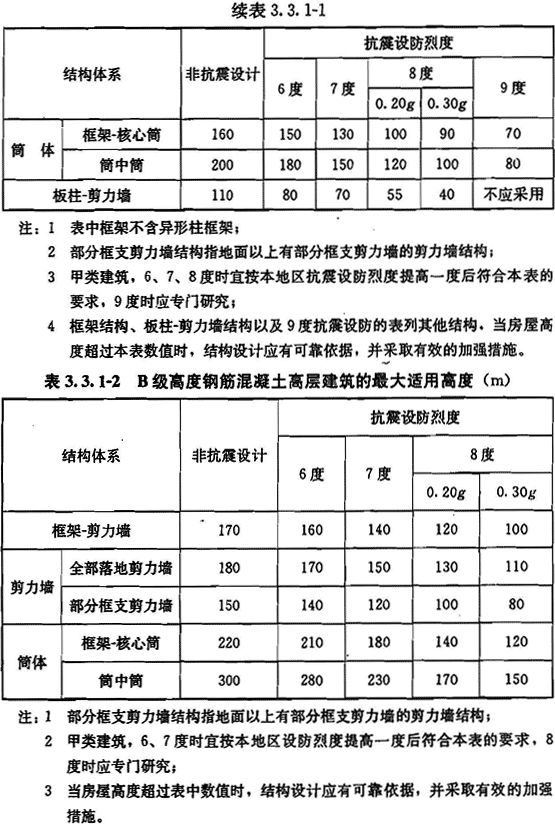 续表 3.3.1-1
结构体系 非抗震设计 抗震设防烈度
6度 7度 8度 9度
0.20g 0.30g
筒体 框架-核心筒 160 150 130 100 90 70
筒中筒 200 180 150 120 100 80
板柱-剪力墙 110 80 70 55 40 不应采用
注：1 表中框架不含异形柱框架；
2 部分框支剪力墙结构指地面以上有部分框支剪力墙的剪力墙结构；
3 甲类建筑，6、7、8度时宜按本地区抗震设防烈度提高一度后符合本表的
要求，9度时应专门研究；
4 框架结构、板柱-剪力墙结构以及9度抗震设防的表列其他结构，当房屋高
度超过本表数值时，结构设计应有可靠依据，并采取有效的加强措施。
表 3.3.1-2 B级高度钢筋混凝土高层建筑的最大适用高度（m）
结构体系 非抗震设计 抗震设防烈度
6度 7度 8度
0.20g 0.30g
框架-剪力墙 170 160 140 120 100
剪力墙 全部落地剪力墙 180 170 150 130 110
部分框支剪力墙 150 140 120 100 80
筒体 框架-核心筒 220 210 180 140 120
筒中筒 300 280 230 170 150
注：1 部分框支剪力墙结构指地面以上有部分框支剪力墙的剪力墙结构；
2 甲类建筑，6、7度时宜按本地区设防烈度提高一度后符合本表的要求，8
度时应专门研究；
3 当房屋高度超过表中数值时，结构设计应有可靠依据，并采取有效的加强
措施。